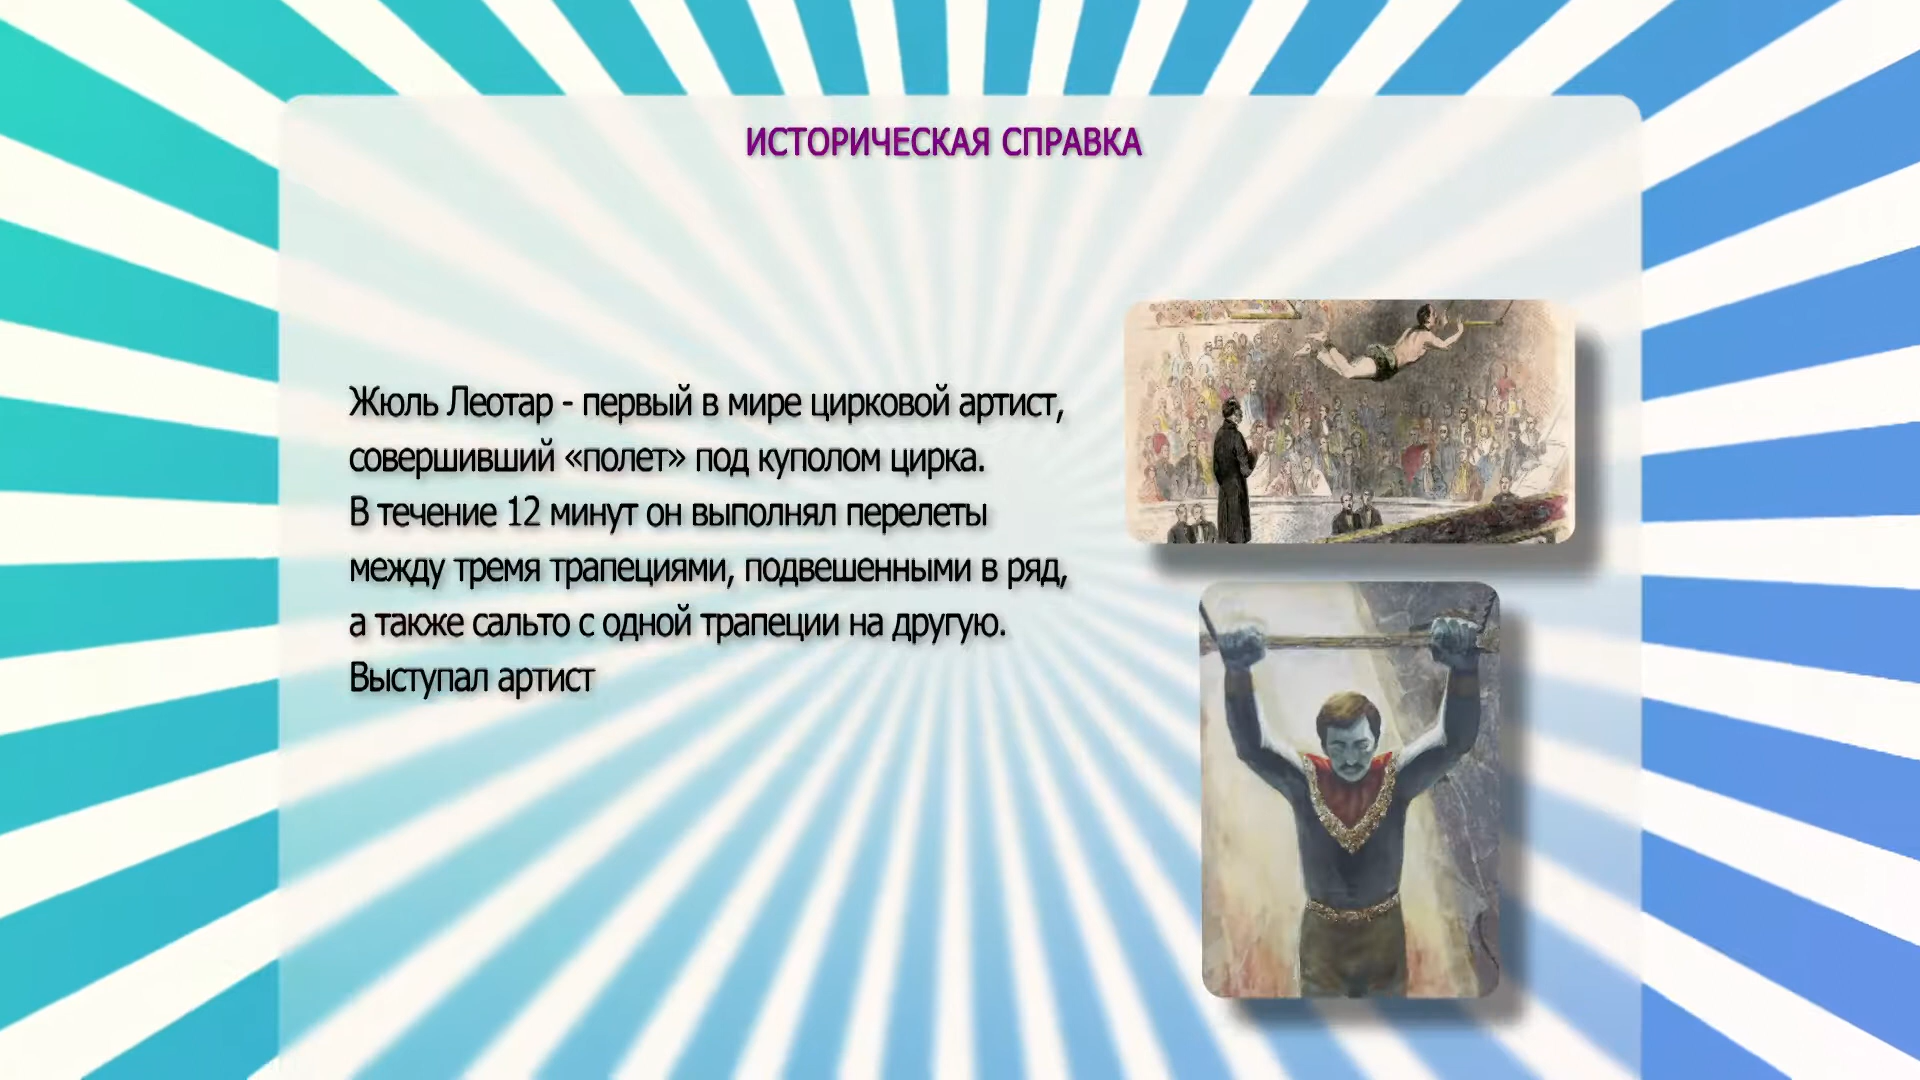 ИСТОРИЧЕСКАЯ СПРАВКА
Жюль Леотар - первый в мире цирковой артист,
совершивший «полет» под куполом цирка.
В течение 12 минут он выполнял перелеты
между тремя трапециями, подвешенными в ряд,
а также сальто с одной трапеции на другую.
Выступал артист